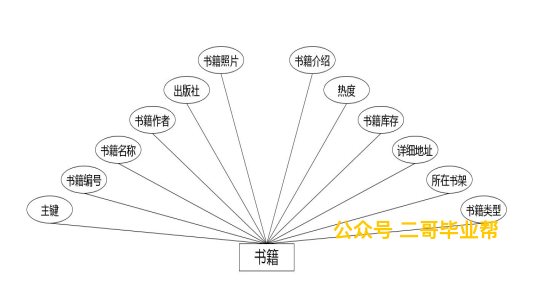 书籍照片
书籍介绍
出版社
热度
书籍作者
书籍库存
书籍名称
详细地址
书籍编号
所在书架
主键
书籍类型
公众号 二哥毕业帮
书籍